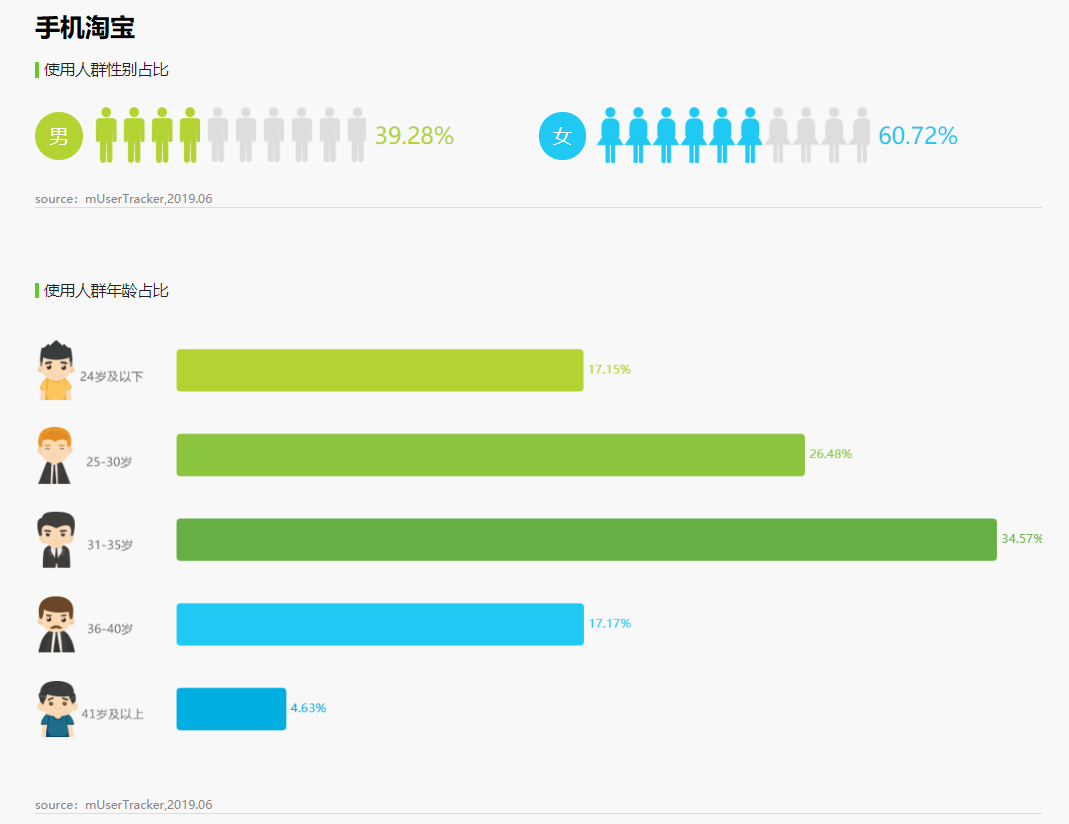 手机淘宝
使用人群性别占比
男 39.28% 女 60.72%
source：mUserTracker,2019.06
使用人群年龄占比
24岁及以下 17.15%
25-30岁 26.48%
31-35岁 34.57%
36-40岁 17.17%
41岁及以上 4.63%
source：mUserTracker,2019.06